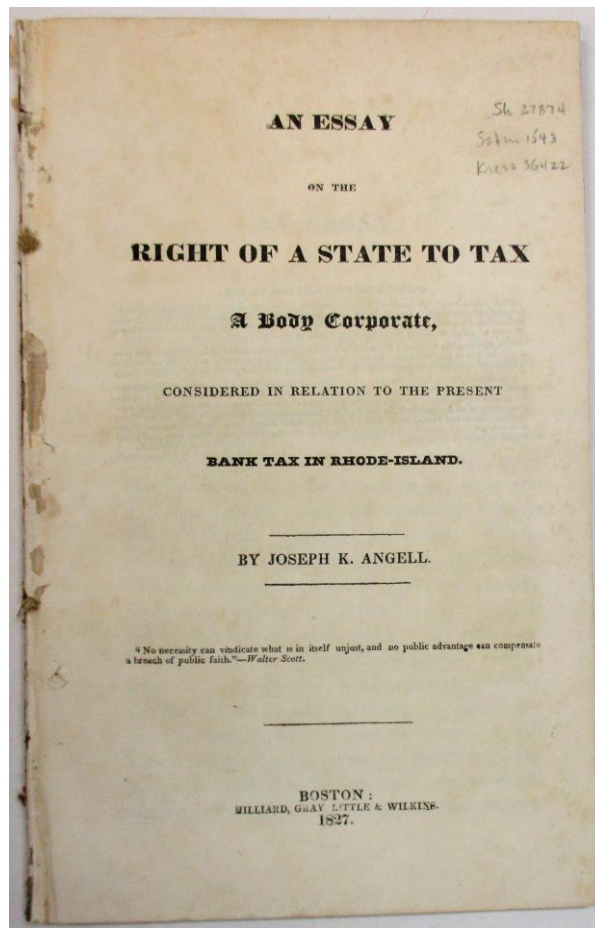 AN ESSAY
Sh 27874
Sabin 1543
Kress S6422
ON THE
RIGHT OF A STATE TO TAX
A Body Corporate,
CONSIDERED IN RELATION TO THE PRESENT
BANK TAX IN RHODE-ISLAND.
BY JOSEPH K. ANGELL.
"No necessity can vindicate what is in itself unjust, and no public advantage can compensate
a breach of public faith."—Walter Scott.
BOSTON:
HILLIARD, GRAY, LITTLE & WILKINS.
1827.